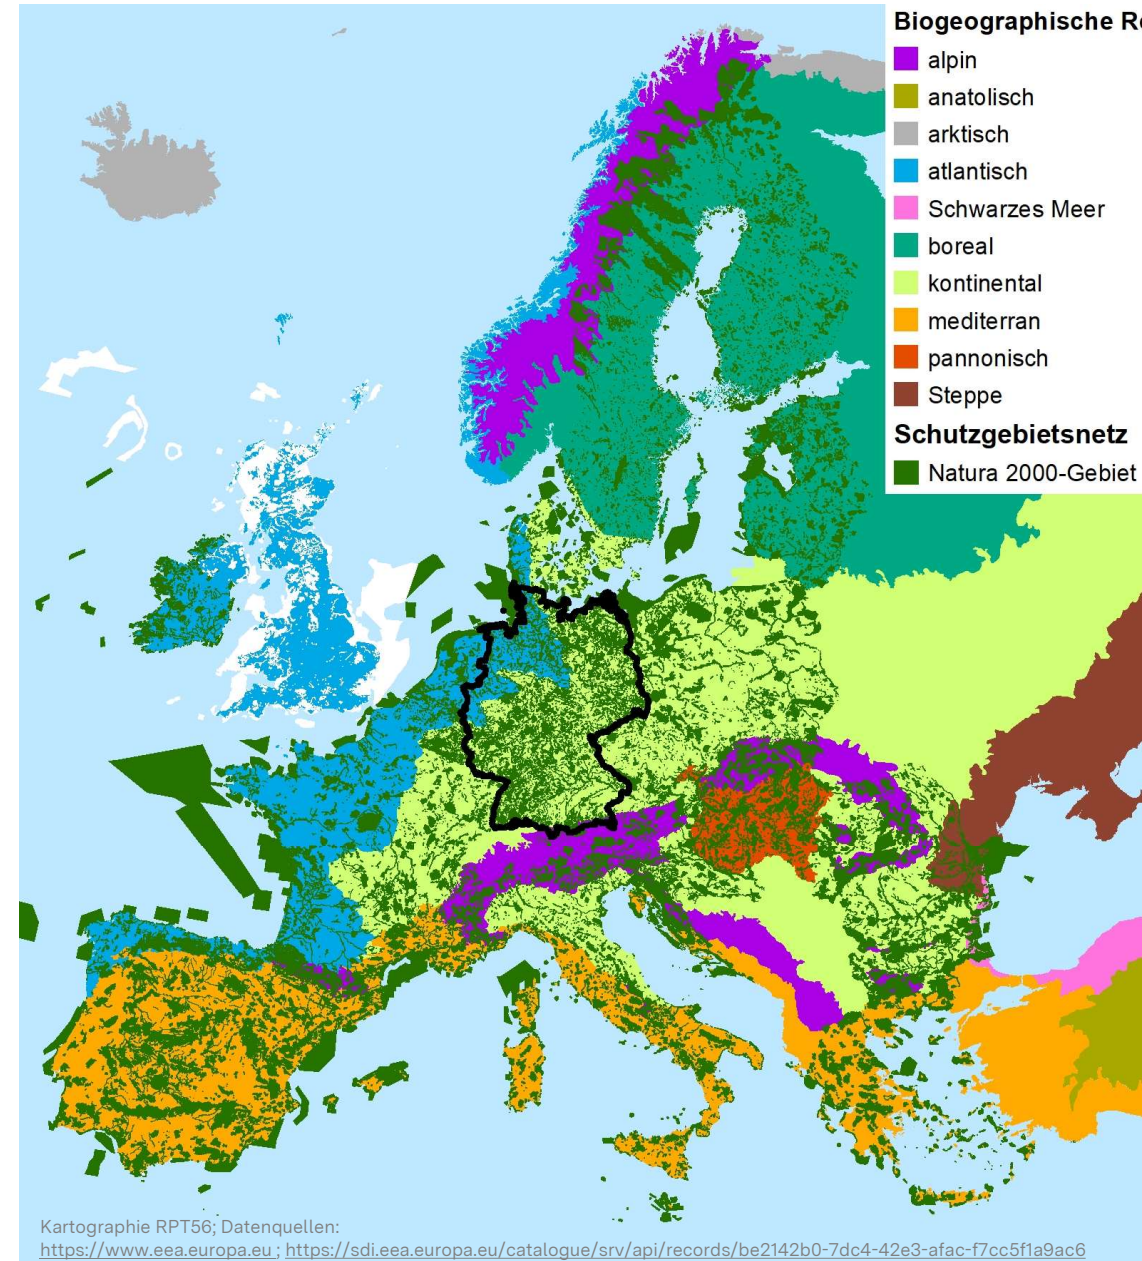 Biogeographische Re
alpin
anatolisch
arktisch
atlantisch
Schwarzes Meer
boreal
kontinental
mediterran
pannonisch
Steppe
Schutzgebietsnetz
Natura 2000-Gebiet
Kartographie RPT56; Datenquellen:
https://www.eea.europa.eu ; https://sdi.eea.europa.eu/catalogue/srv/api/records/be2142b0-7dc4-42e3-afac-f7cc5f1a9ac6